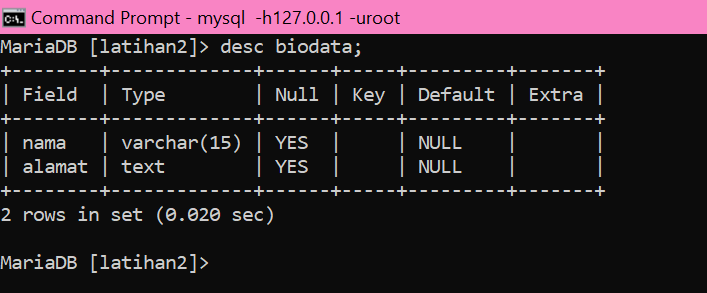 Command Prompt - mysql  -h127.0.0.1 -uroot
MariaDB [latihan2]> desc biodata;
+--------+-------------+------+-----+---------+-------+
| Field  | Type        | Null | Key | Default | Extra |
+--------+-------------+------+-----+---------+-------+
| nama   | varchar(15) | YES  |     | NULL    |       |
| alamat | text        | YES  |     | NULL    |       |
+--------+-------------+------+-----+---------+-------+
2 rows in set (0.020 sec)
MariaDB [latihan2]>